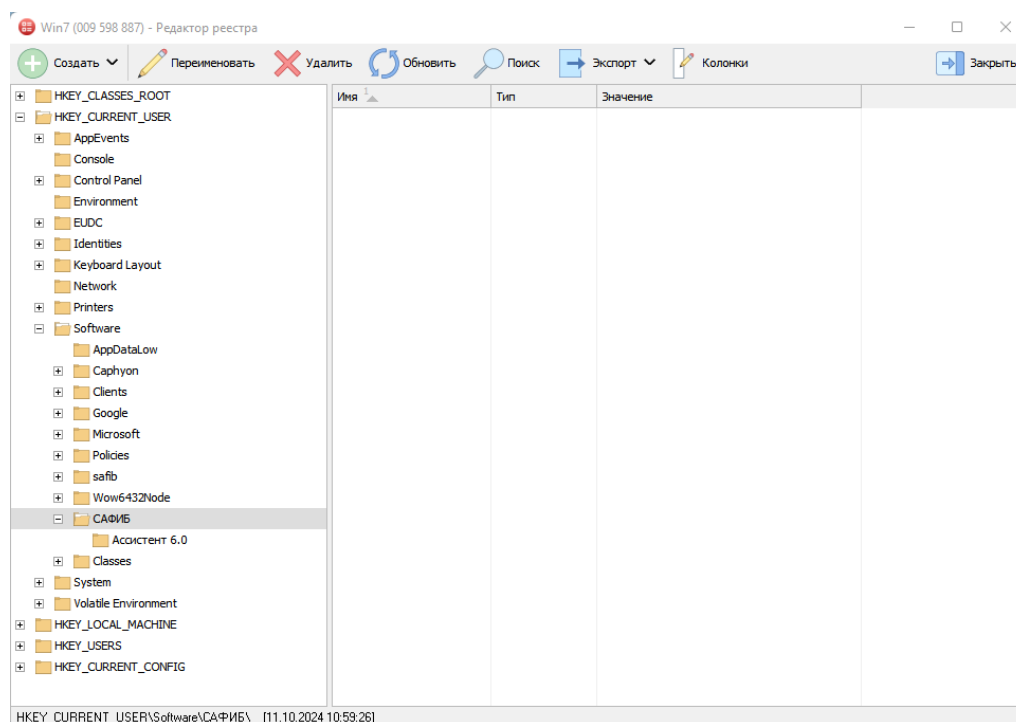 Win7 (009 598 887) - Редактор реестра
Создать Переименовать Удалить Обновить Поиск Экспорт Колонки Закрыть
Имя 1 Тип Значение
HKEY_CLASSES_ROOT
HKEY_CURRENT_USER
AppEvents
Console
Control Panel
Environment
EUDC
Identities
Keyboard Layout
Network
Printers
Software
AppDataLow
Caphyon
Clients
Google
Microsoft
Policies
safib
Wow6432Node
САФИБ
Ассистент 6.0
Classes
System
Volatile Environment
HKEY_LOCAL_MACHINE
HKEY_USERS
HKEY_CURRENT_CONFIG
HKEY_CURRENT_USER\Software\САФИБ\ [11.10.2024 10:59:26]